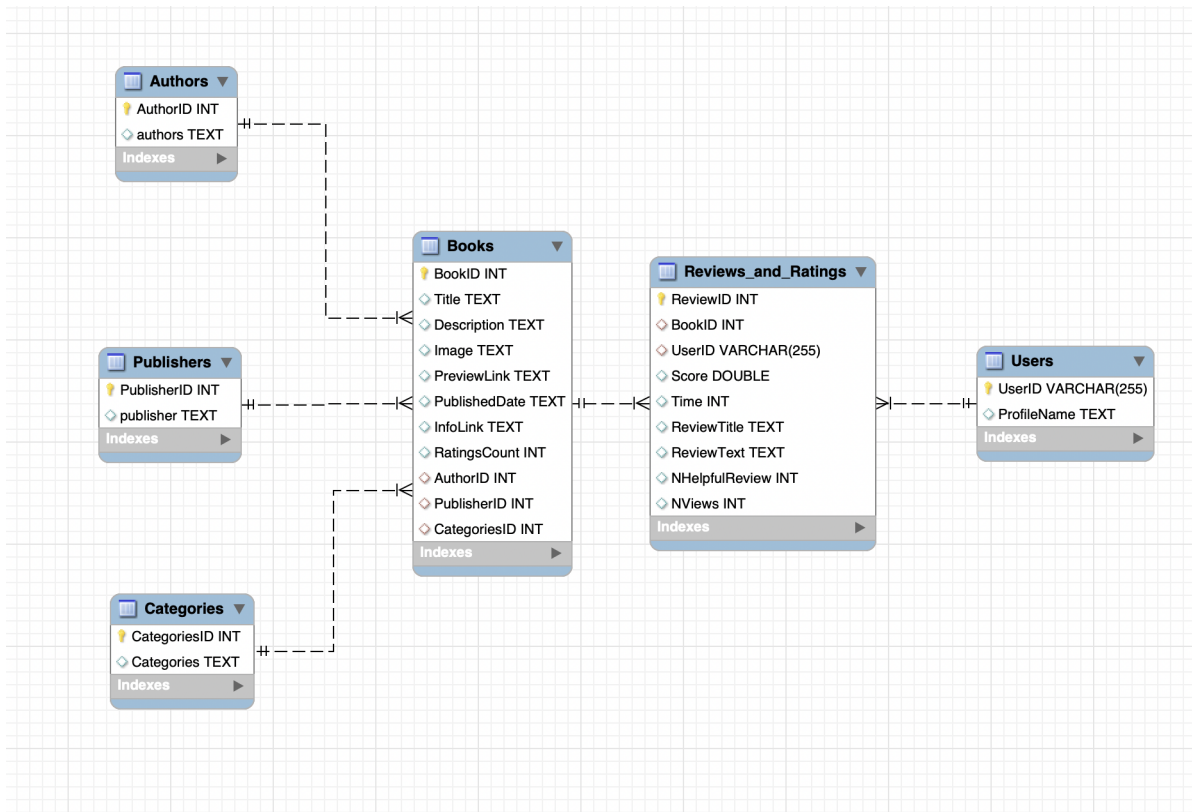 Authors
AuthorID INT
authors TEXT
Indexes
Publishers
PublisherID INT
publisher TEXT
Indexes
Categories
CategoriesID INT
Categories TEXT
Indexes
Books
BookID INT
Title TEXT
Description TEXT
Image TEXT
PreviewLink TEXT
PublishedDate TEXT
InfoLink TEXT
RatingsCount INT
AuthorID INT
PublisherID INT
CategoriesID INT
Indexes
Reviews_and_Ratings
ReviewID INT
BookID INT
UserID VARCHAR(255)
Score DOUBLE
Time INT
ReviewTitle TEXT
ReviewText TEXT
NHelpfulReview INT
NViews INT
Indexes
Users
UserID VARCHAR(255)
ProfileName TEXT
Indexes